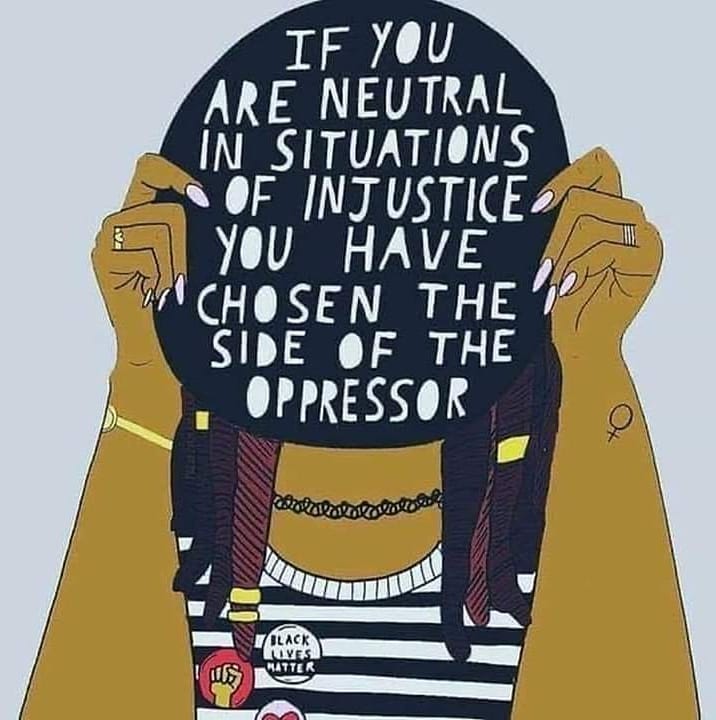 IF YOU
ARE NEUTRAL
IN SITUATIONS
OF INJUSTICE
YOU HAVE
CHOSEN THE
SIDE OF THE
OPPRESSOR
BLACK
LIVES
MATTER